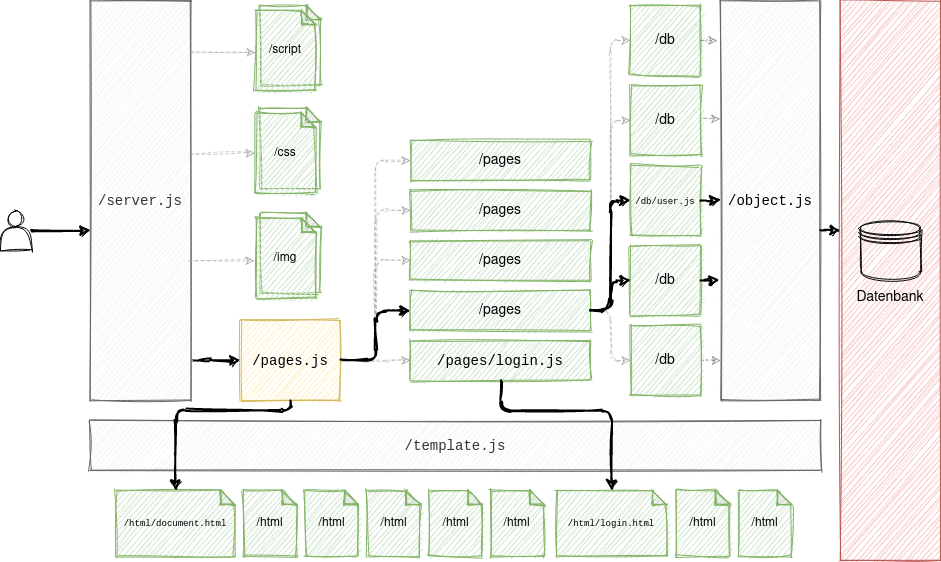 /script
/css
/img
/server.js
/pages.js
/pages
/pages
/pages
/pages
/pages/login.js
/db
/db
/db/user.js
/db
/db
/object.js
Datenbank
/template.js
/html/document.html
/html
/html
/html
/html
/html
/html/login.html
/html
/html